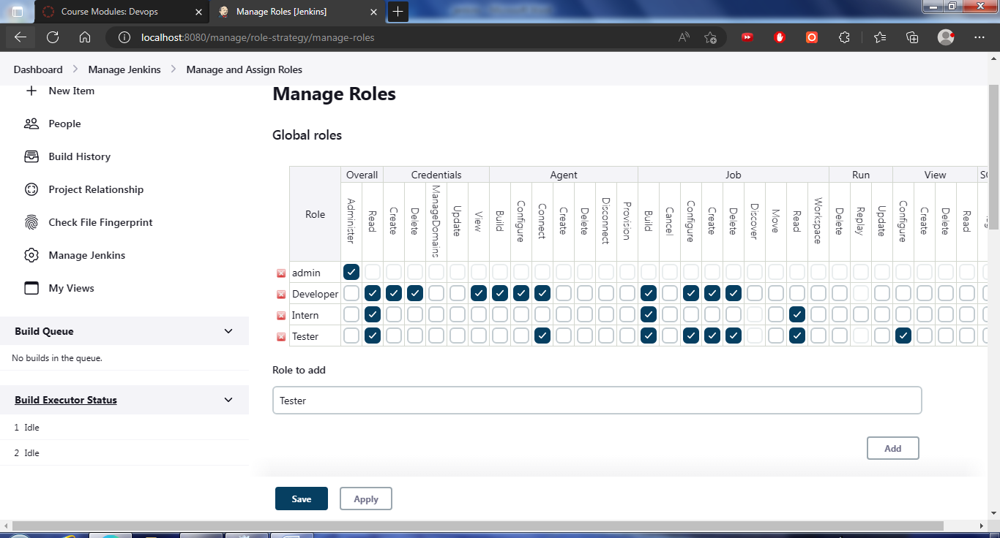 Course Modules: Devops
Manage Roles [Jenkins]
localhost:8080/manage/role-strategy/manage-roles
Dashboard
Manage Jenkins
Manage and Assign Roles
New Item
People
Build History
Project Relationship
Check File Fingerprint
Manage Jenkins
My Views
Build Queue
No builds in the queue.
Build Executor Status
1 Idle
2 Idle
Manage Roles
Global roles
Role
Overall
Credentials
Agent
Job
Run
View
Administer
Read
Create
Delete
ManageDomains
Update
View
Build
Configure
Connect
Create
Delete
Disconnect
Provision
Build
Cancel
Configure
Create
Delete
Discover
Move
Read
Workspace
Delete
Replay
Update
Configure
Create
Delete
Read
admin
Developer
Intern
Tester
Role to add
Tester
Add
Save
Apply